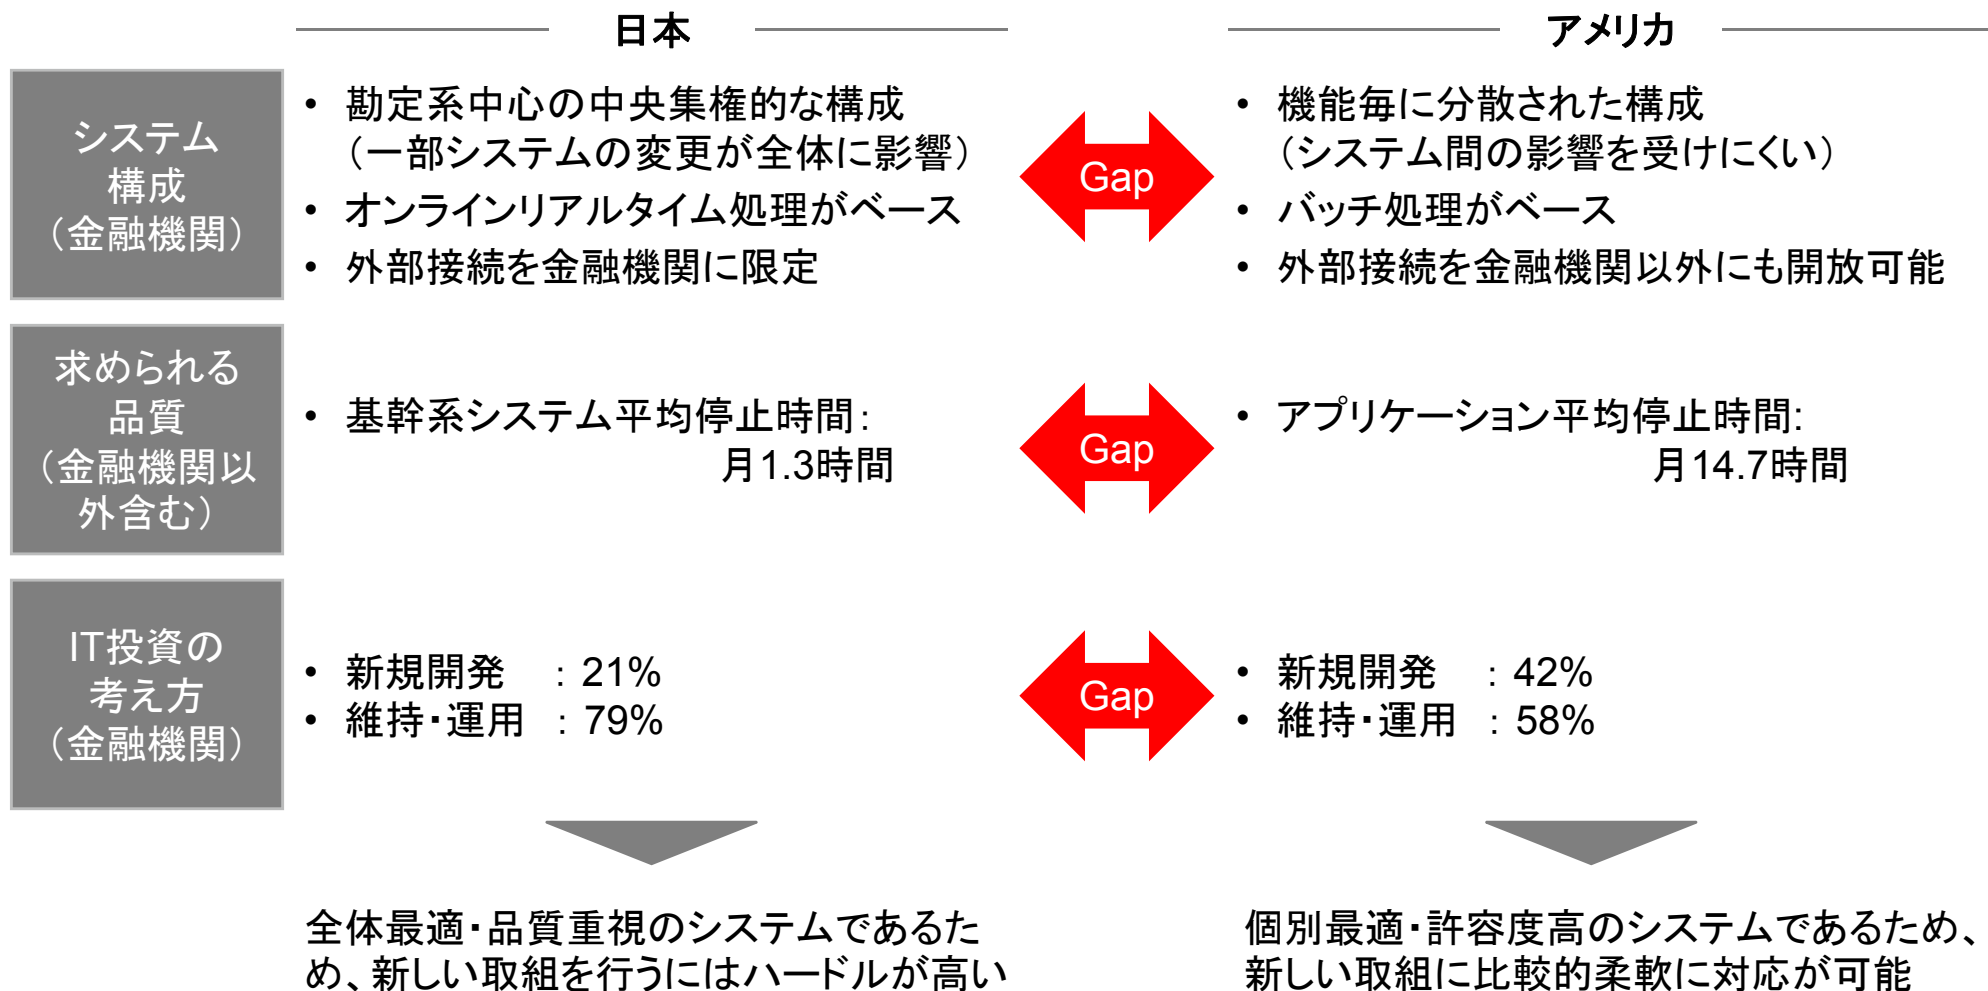 日本
アメリカ
システム
構成
（金融機関）
・ 勘定系中心の中央集権的な構成
（一部システムの変更が全体に影響）
・ オンラインリアルタイム処理がベース
・ 外部接続を金融機関に限定
Gap
・ 機能毎に分散された構成
（システム間の影響を受けにくい）
・ バッチ処理がベース
・ 外部接続を金融機関以外にも開放可能
求められる
品質
（金融機関以
外含む）
・ 基幹系システム平均停止時間：
月1.3時間
Gap
・ アプリケーション平均停止時間:
月14.7時間
IT投資の
考え方
（金融機関）
・ 新規開発 ：21%
・ 維持・運用 ：79%
Gap
・ 新規開発 ：42%
・ 維持・運用 ：58%
全体最適・品質重視のシステムであるた
め、新しい取組を行うにはハードルが高い
個別最適・許容度高のシステムであるため、
新しい取組に比較的柔軟に対応が可能